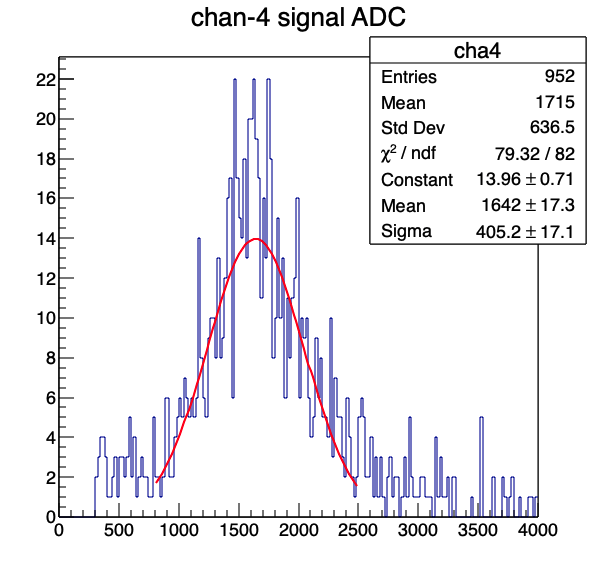 chan-4 signal ADC
cha4
Entries 952
Mean 1715
Std Dev 636.5
χ² / ndf 79.32 / 82
Constant 13.96 ± 0.71
Mean 1642 ± 17.3
Sigma 405.2 ± 17.1
22
20
18
16
14
12
10
8
6
4
2
0
0 500 1000 1500 2000 2500 3000 3500 4000